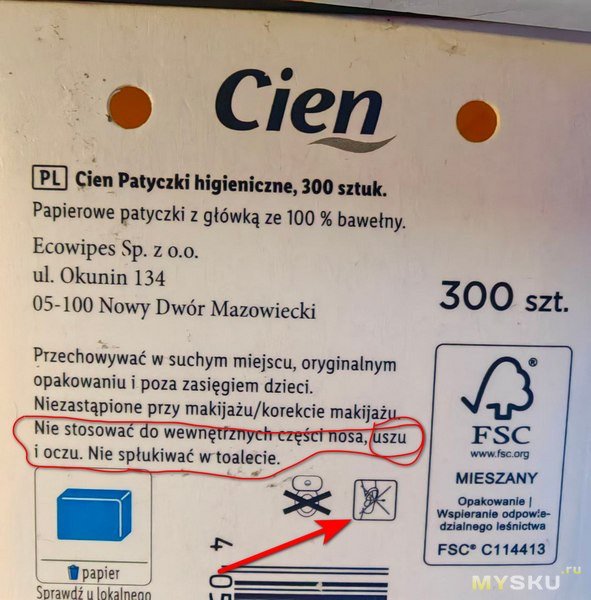 Cien
PL Cien Patyczki higieniczne, 300 sztuk.
Papierowe patyczki z główką ze 100 % bawełny.
Ecowipes Sp. z o.o.
ul. Okunin 134
05-100 Nowy Dwór Mazowiecki
300 szt.
Przechowywać w suchym miejscu, oryginalnym
opakowaniu i poza zasięgiem dzieci.
Niezastąpione przy makijażu/korekcie makijażu.
Nie stosować do wewnętrznych części nosa, uszu
i oczu. Nie spłukiwać w toalecie.
FSC®
www.fsc.org
MIESZANY
Opakowanie |
Wspieranie odpowie-
dzialnego leśnictwa
FSC® C114413
papier
Sprawdź u lokalnego
4
MYSKU.ru